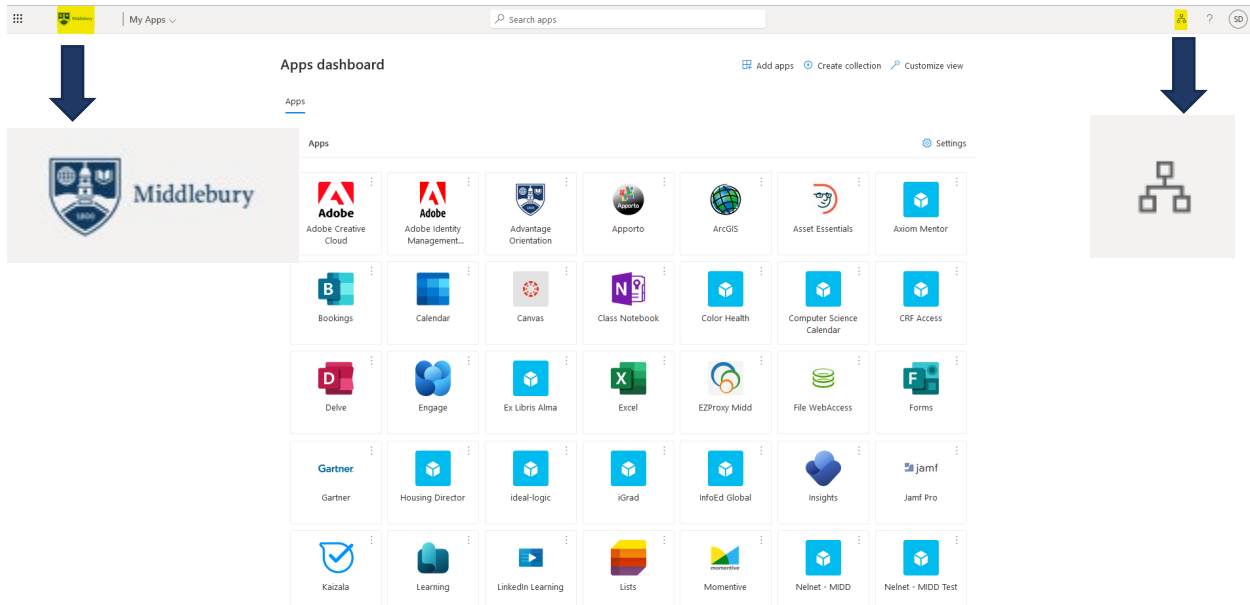 Middlebury
My Apps
Search apps
?
SD
Apps dashboard
Add apps
Create collection
Customize view
Apps
Middlebury
1800
Apps
Settings
Adobe
Adobe Creative
Cloud
Adobe
Adobe Identity
Management...
Advantage
Orientation
Apporto
Apporto
ArcGIS
Asset Essentials
Axiom Mentor
B
Bookings
Calendar
Canvas
N
Class Notebook
Color Health
Computer Science
Calendar
CRF Access
D
Delve
Engage
Ex Libris Alma
X
Excel
EZProxy Midd
File WebAccess
F
Forms
Gartner
Gartner
Housing Director
ideal-logic
iGrad
InfoEd Global
Insights
jamf
Jamf Pro
Kaizala
Learning
LinkedIn Learning
Lists
momentive
Momentive
Nelnet - MIDD
Nelnet - MIDD Test